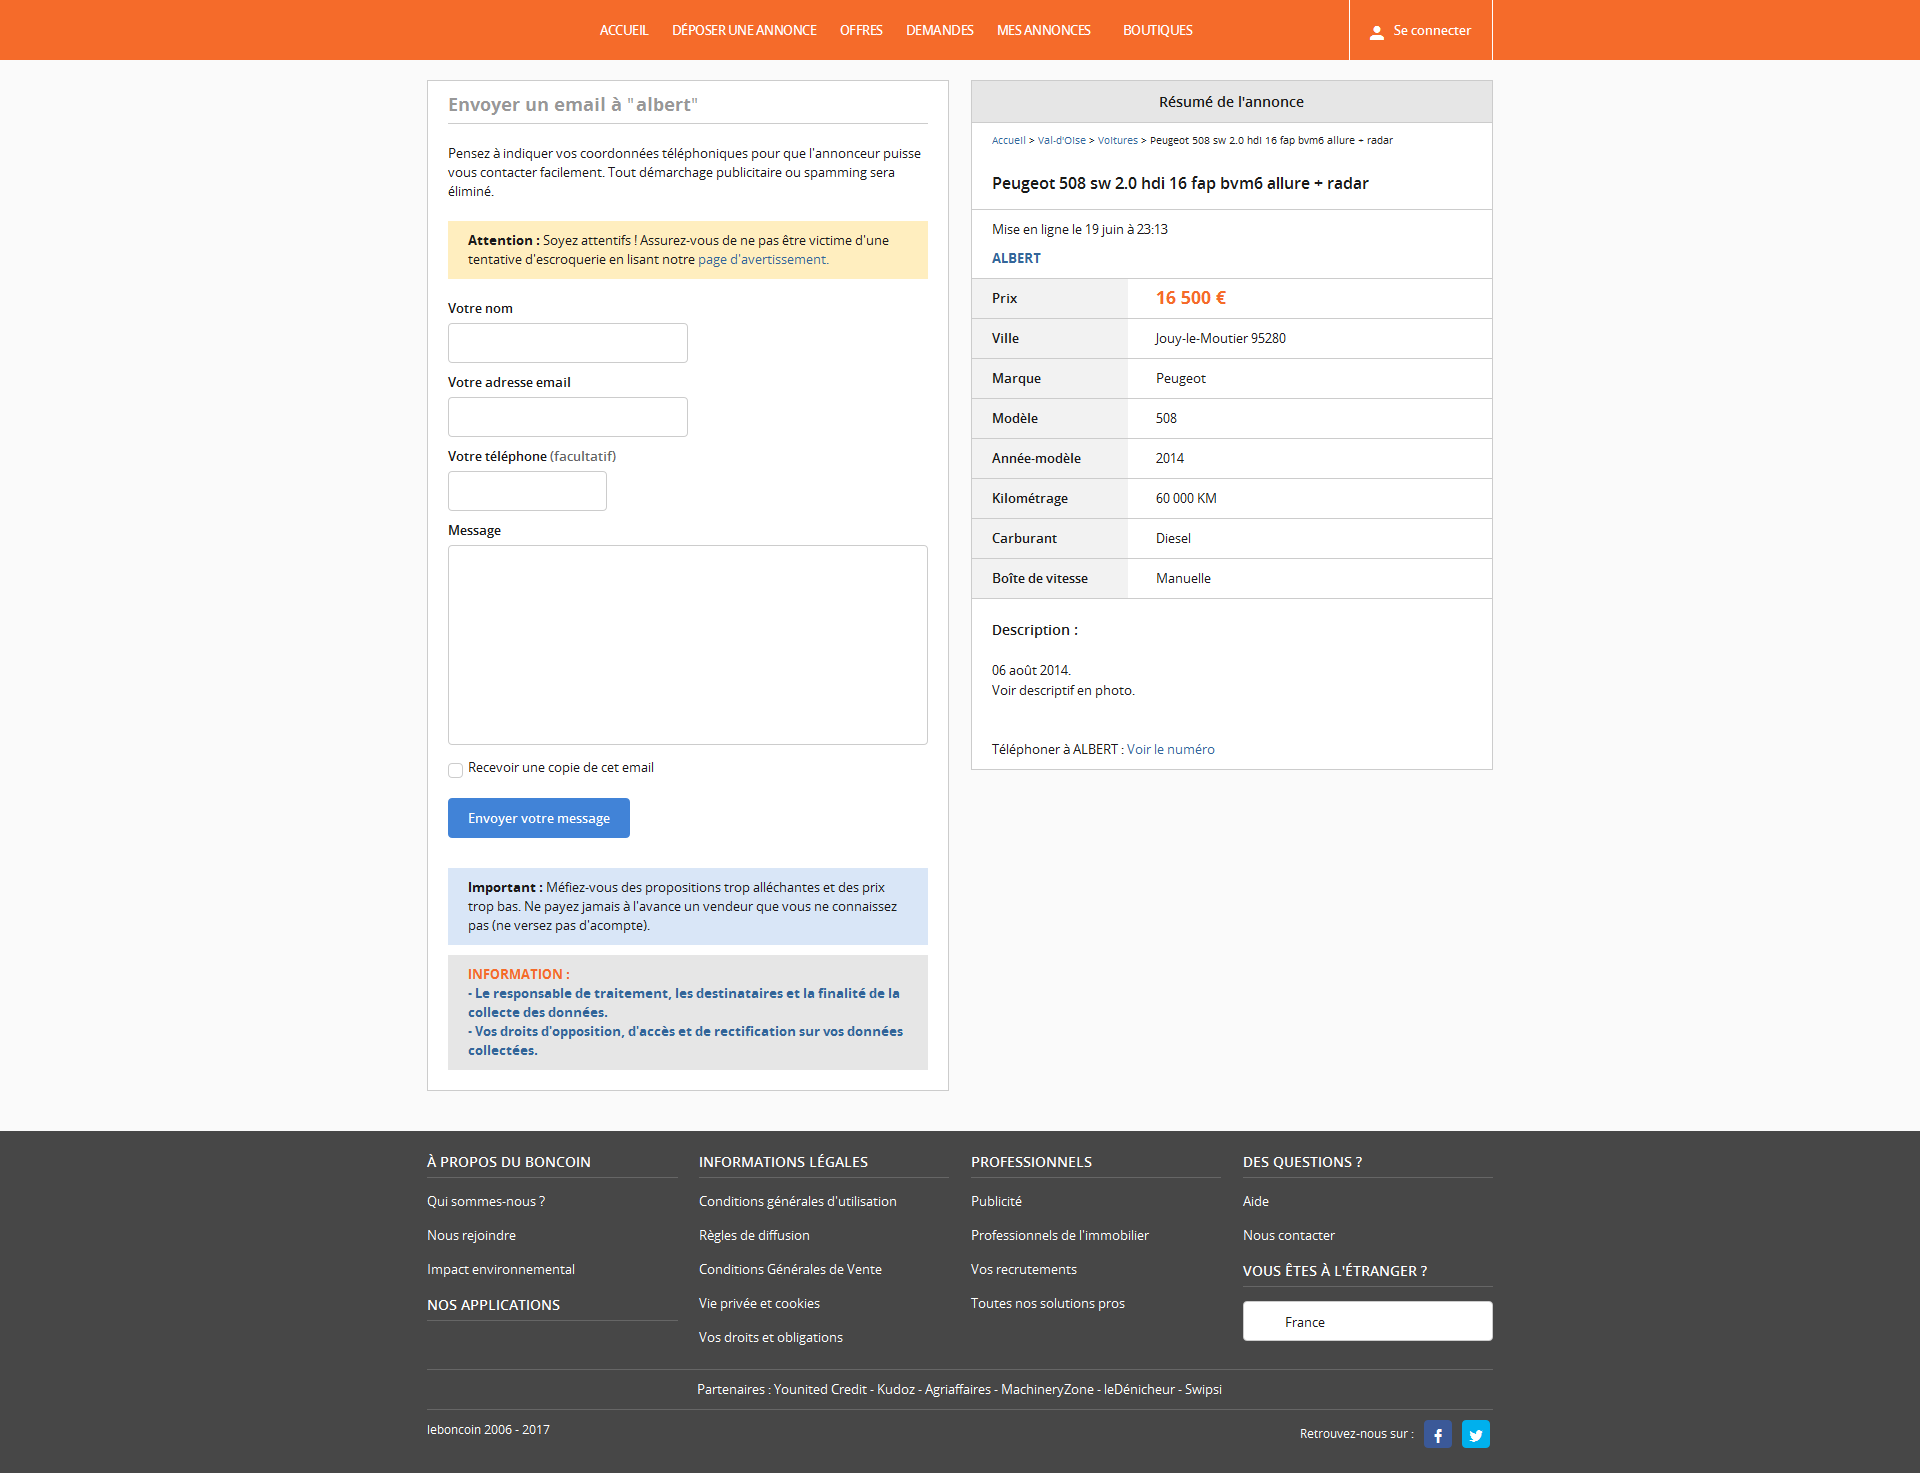 ACCUEIL DÉPOSER UNE ANNONCE OFFRES DEMANDES MES ANNONCES BOUTIQUES Se connecter
Envoyer un email à "albert"
Pensez à indiquer vos coordonnées téléphoniques pour que l'annonceur puisse
vous contacter facilement. Tout démarchage publicitaire ou spamming sera
éliminé.
Attention : Soyez attentifs ! Assurez-vous de ne pas être victime d'une
tentative d'escroquerie en lisant notre page d'avertissement.
Votre nom
Votre adresse email
Votre téléphone (facultatif)
Message
Recevoir une copie de cet email
Envoyer votre message
Important : Méfiez-vous des propositions trop alléchantes et des prix
trop bas. Ne payez jamais à l'avance un vendeur que vous ne connaissez
pas (ne versez pas d'acompte).
INFORMATION :
- Le responsable de traitement, les destinataires et la finalité de la
collecte des données.
- Vos droits d'opposition, d'accès et de rectification sur vos données
collectées.
Résumé de l'annonce
Accueil > Val-d'Oise > Voitures > Peugeot 508 sw 2.0 hdi 16 fap bvm6 allure + radar
Peugeot 508 sw 2.0 hdi 16 fap bvm6 allure + radar
Mise en ligne le 19 juin à 23:13
ALBERT
Prix 16 500 €
Ville Jouy-le-Moutier 95280
Marque Peugeot
Modèle 508
Année-modèle 2014
Kilométrage 60 000 KM
Carburant Diesel
Boîte de vitesse Manuelle
Description :
06 août 2014.
Voir descriptif en photo.
Téléphoner à ALBERT : Voir le numéro
À PROPOS DU BONCOIN
Qui sommes-nous ?
Nous rejoindre
Impact environnemental
NOS APPLICATIONS
INFORMATIONS LÉGALES
Conditions générales d'utilisation
Règles de diffusion
Conditions Générales de Vente
Vie privée et cookies
Vos droits et obligations
PROFESSIONNELS
Publicité
Professionnels de l'immobilier
Vos recrutements
Toutes nos solutions pros
DES QUESTIONS ?
Aide
Nous contacter
VOUS ÊTES À L'ÉTRANGER ?
France
Partenaires : Younited Credit - Kudoz - Agriaffaires - MachineryZone - leDénicheur - Swipsi
leboncoin 2006 - 2017
Retrouvez-nous sur :